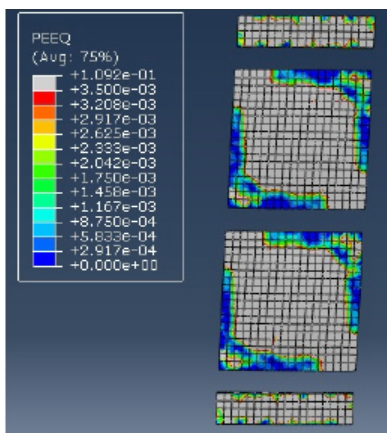 PEEQ
(Avg: 75%)
+1.092e-01
+3.500e-03
+3.208e-03
+2.917e-03
+2.625e-03
+2.333e-03
+2.042e-03
+1.750e-03
+1.458e-03
+1.167e-03
+8.750e-04
+5.833e-04
+2.917e-04
+0.000e+00